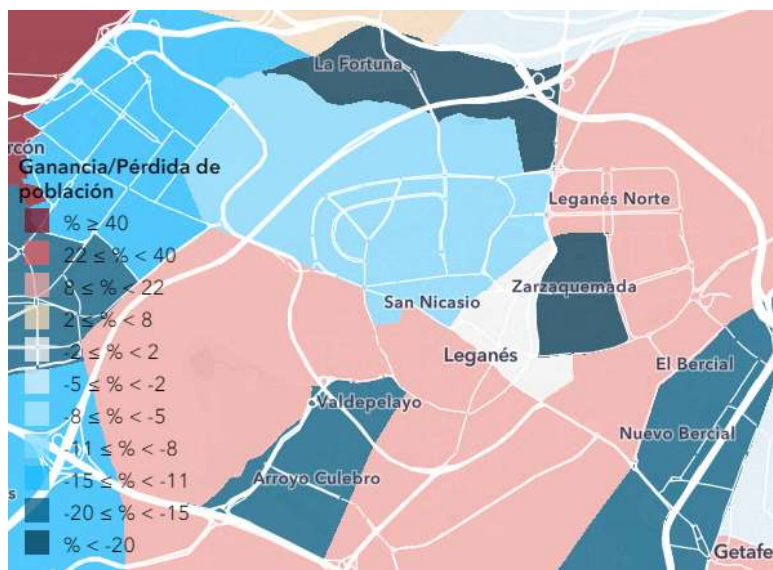 La Fortuna
rcón
Ganancia/Pérdida de
población
% ≥ 40
22 ≤ % < 40
8 ≤ % < 22
2 ≤ % < 8
-2 ≤ % < 2
-5 ≤ % < -2
-8 ≤ % < -5
-11 ≤ % < -8
-15 ≤ % < -11
-20 ≤ % < -15
% < -20
Leganés Norte
Zarzaquemada
San Nicasio
Leganés
El Bercial
Valdepelayo
Nuevo Bercial
Arroyo Culebro
s
Getafe